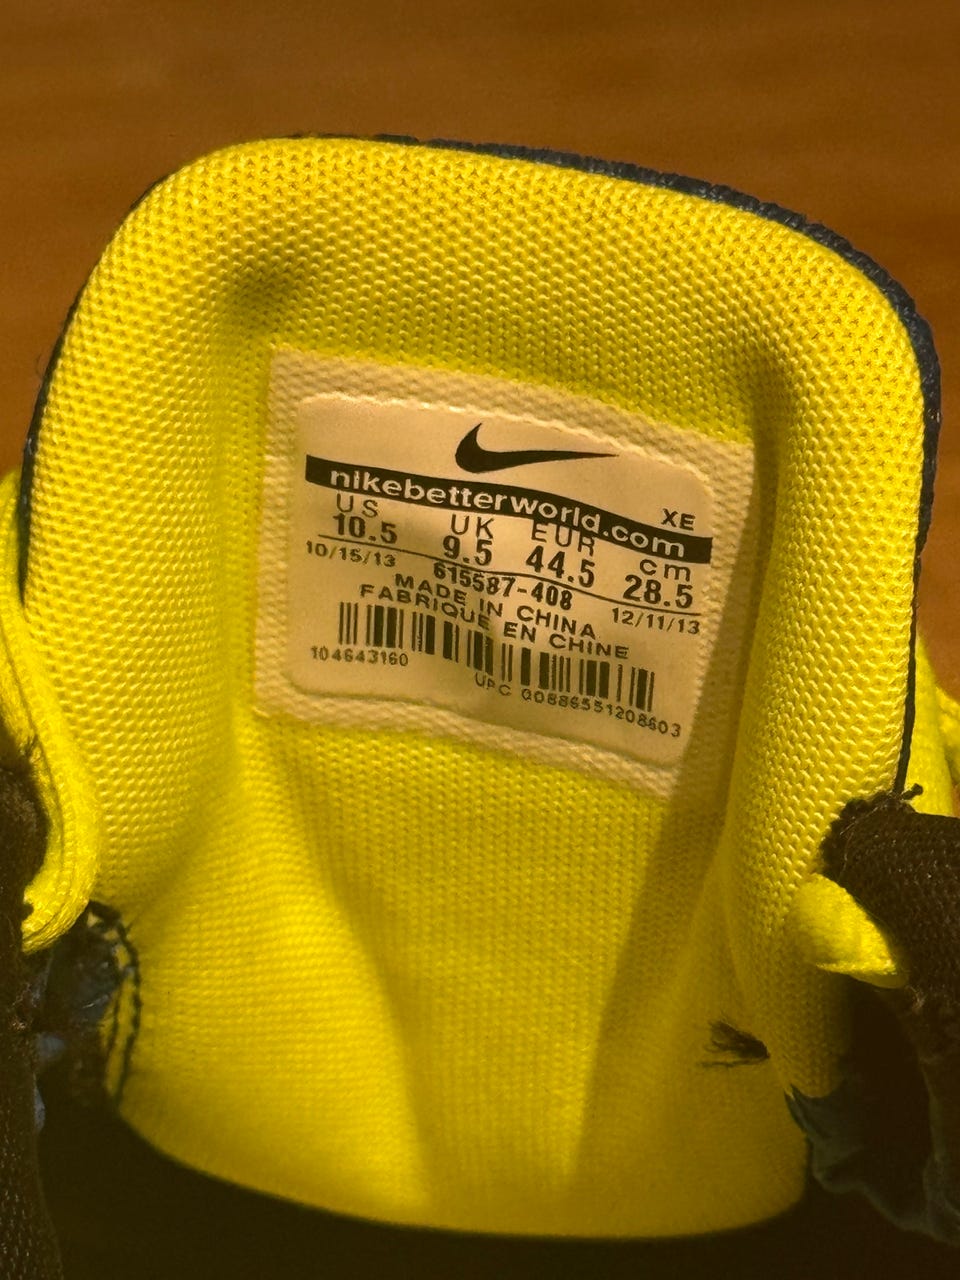 nikebetterworld.com
XE
US UK EUR cm
10.5 9.5 44.5 28.5
10/15/13 615587-408 12/11/13
MADE IN CHINA
FABRIQUE EN CHINE
104643160
UPC 00886551208603